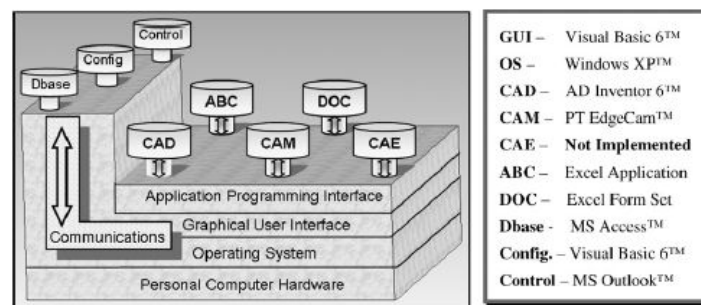 Control
Config
Dbase
ABC
DOC
CAD
CAM
CAE
Application Programming Interface
Graphical User Interface
Communications
Operating System
Personal Computer Hardware
GUI – Visual Basic 6™
OS – Windows XP™
CAD – AD Inventor 6™
CAM – PT EdgeCam™
CAE – Not Implemented
ABC – Excel Application
DOC – Excel Form Set
Dbase - MS Access™
Config. – Visual Basic 6™
Control – MS Outlook™